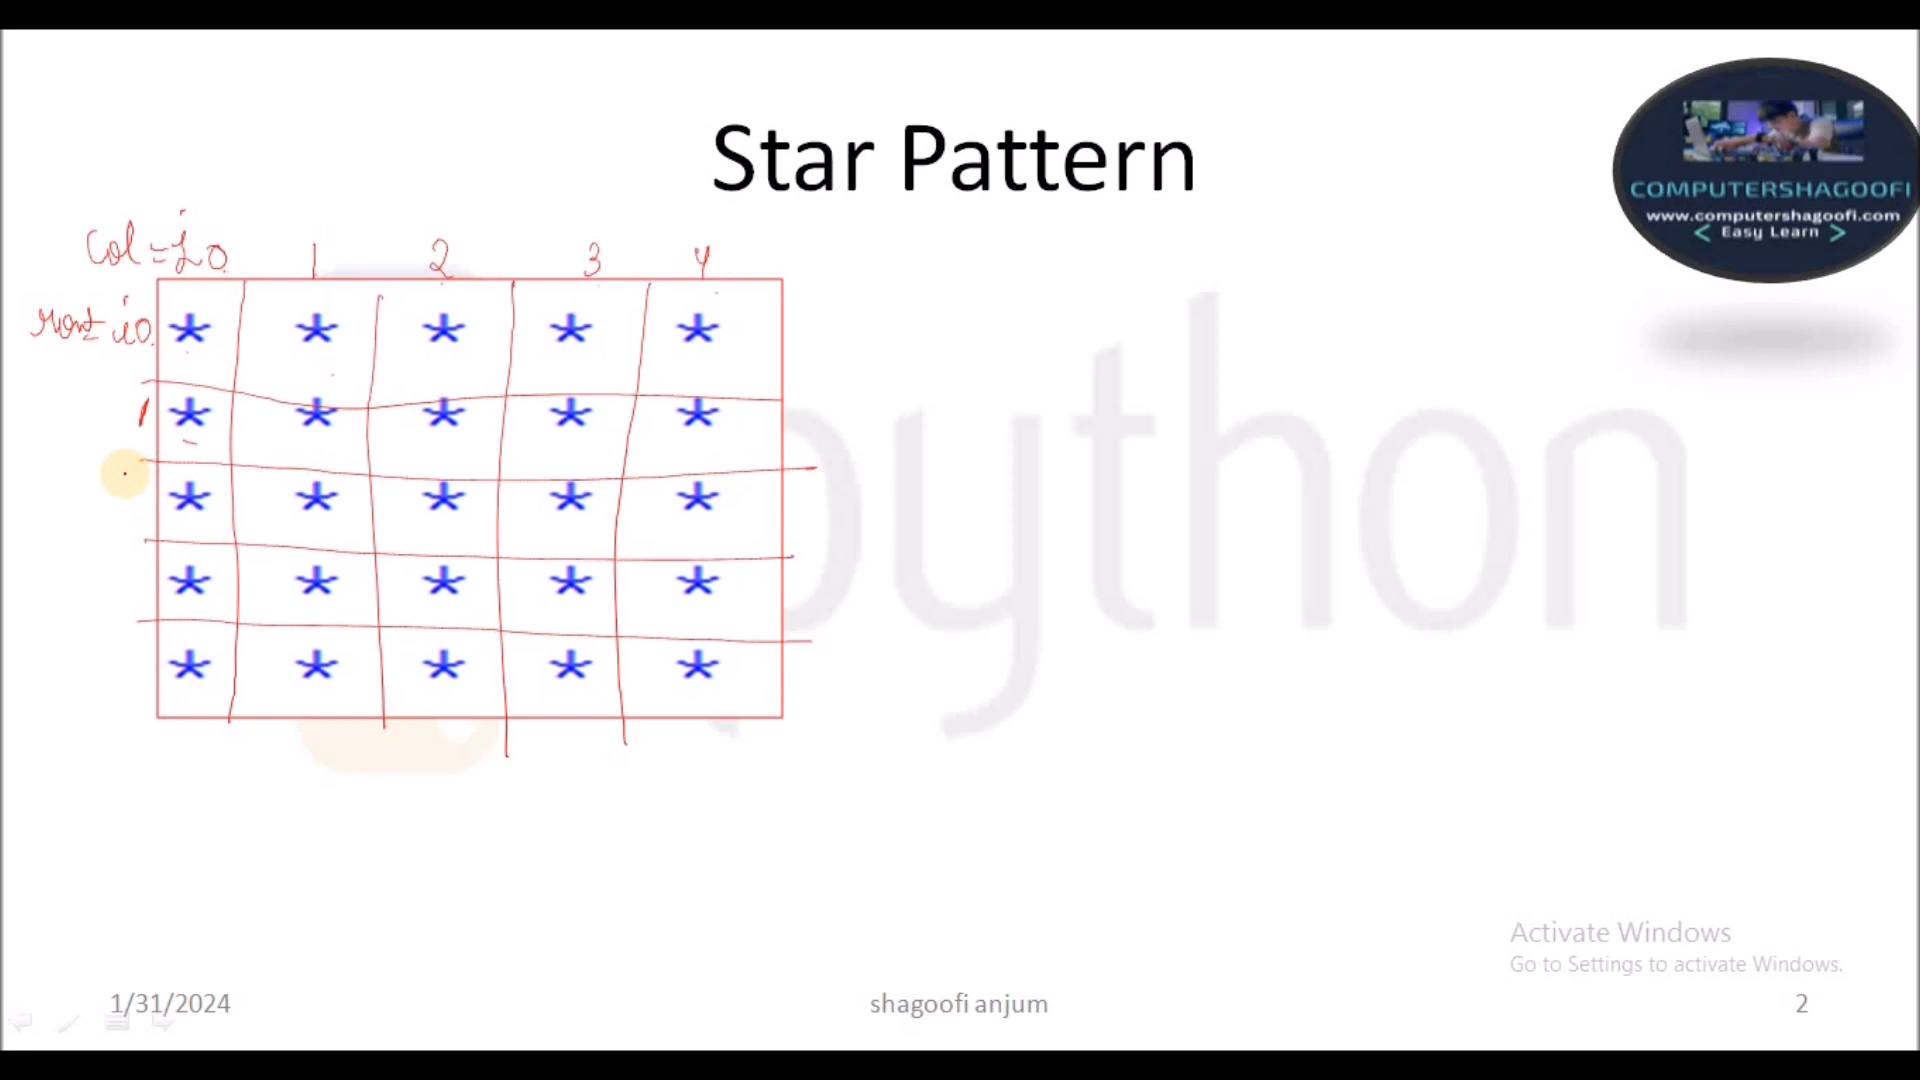 Star Pattern
COMPUTERSHAGOOFI
www.computershagoofi.com
< Easy Learn >
Col = j 0 1 2 3 4
i 0
* * * * *
1 * * * * *
* * * * *
* * * * *
* * * * *
python
Activate Windows
Go to Settings to activate Windows.
1/31/2024 shagoofi anjum 2